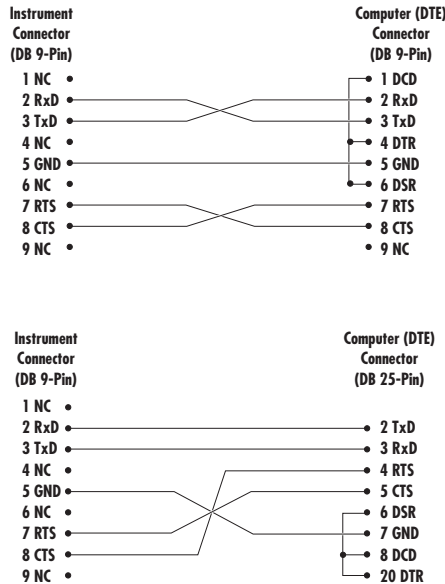 Instrument
Connector
(DB 9-Pin)
Computer (DTE)
Connector
(DB 9-Pin)
1 NC
1 DCD
2 RxD
2 RxD
3 TxD
3 TxD
4 NC
4 DTR
5 GND
5 GND
6 NC
6 DSR
7 RTS
7 RTS
8 CTS
8 CTS
9 NC
9 NC
Instrument
Connector
(DB 9-Pin)
Computer (DTE)
Connector
(DB 25-Pin)
1 NC
2 RxD
2 TxD
3 TxD
3 RxD
4 NC
4 RTS
5 GND
5 CTS
6 NC
6 DSR
7 RTS
7 GND
8 CTS
8 DCD
9 NC
20 DTR